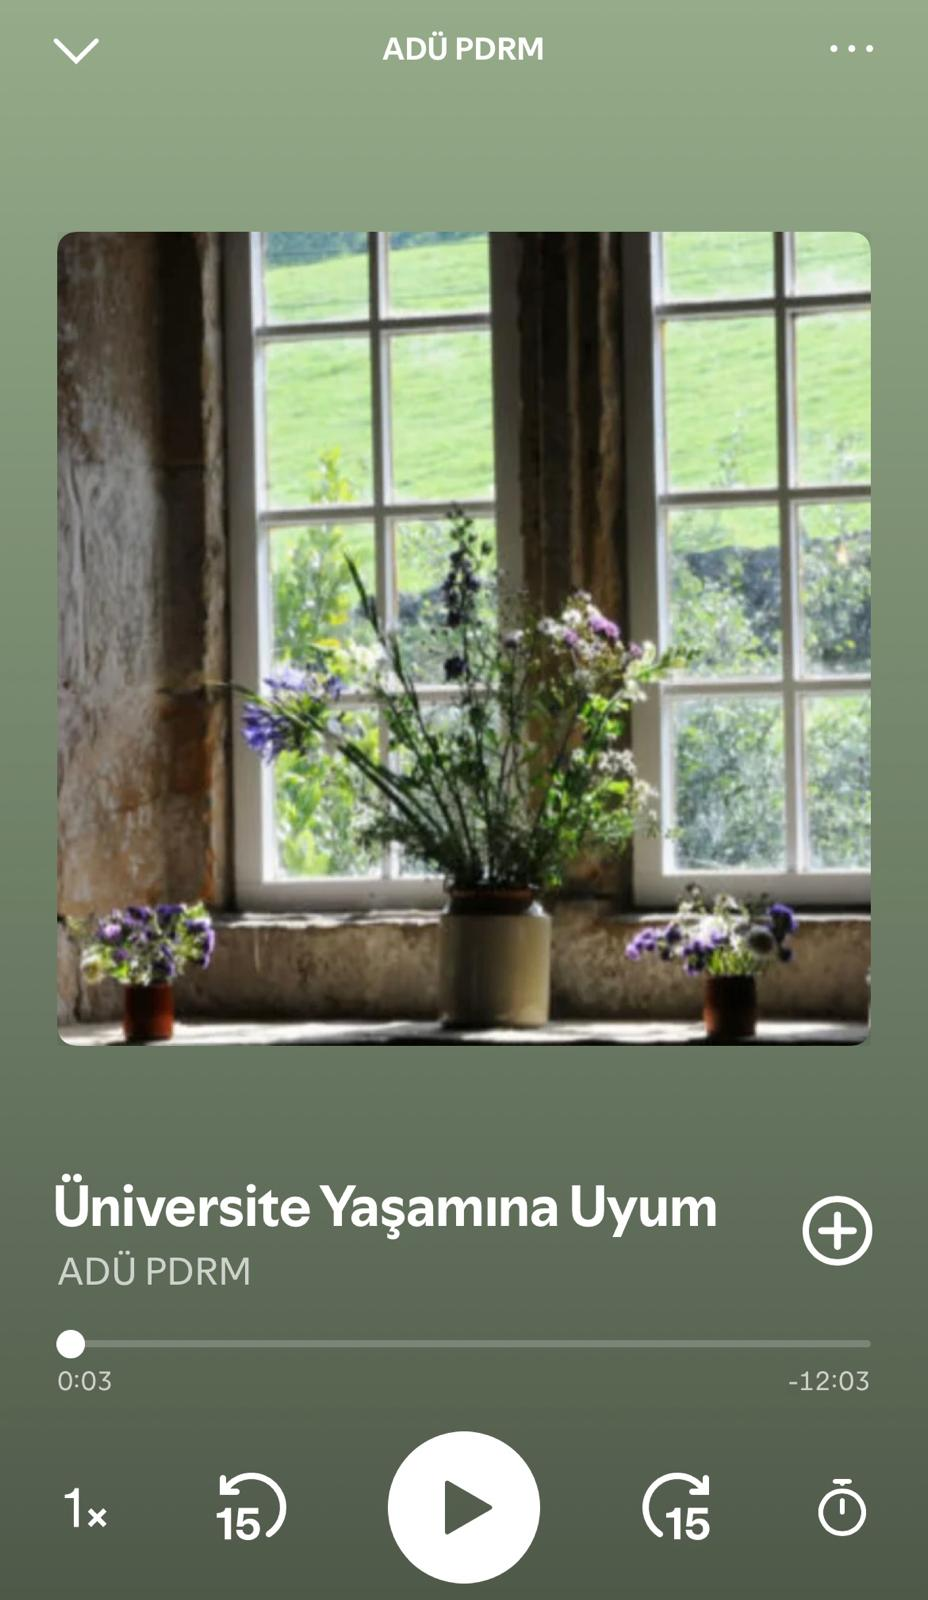 ADÜ PDRM
Üniversite Yaşamına Uyum
ADÜ PDRM
0:03
-12:03
1×
15
15